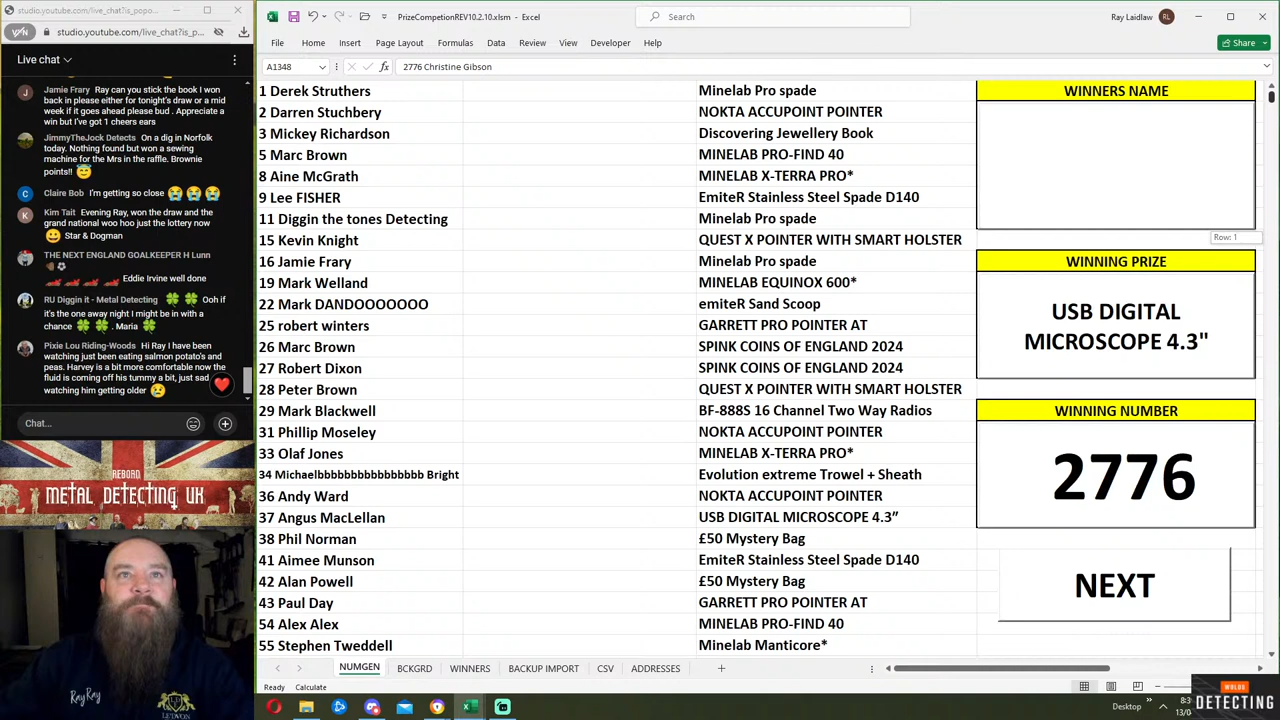 studio.youtube.com/live_chat?is_popo...
studio.youtube.com/live_chat?is_p...
Live chat
Jamie Frary Ray can you stick the book I won
back in please either for tonight's draw or a mid
week if it goes ahead please bud . Appreciate a
win but I've got 1 cheers ears
JimmyTheJock Detects On a dig in Norfolk
today. Nothing found but won a sewing
machine for the Mrs in the raffle. Brownie
points!!
Claire Bob I'm getting so close
Kim Tait Evening Ray, won the draw and the
grand national woo hoo just the lottery now
Star & Dogman
THE NEXT ENGLAND GOALKEEPER H Lunn
Eddie Irvine well done
RU Diggin it - Metal Detecting Ooh if
it's the one away night I might be in with a
chance . Maria
Pixie Lou Riding-Woods Hi Ray I have been
watching just been eating salmon potato's and
peas. Harvey is a bit more comfortable now the
fluid is coming off his tummy a bit, just sad
watching him getting older
Chat...
REBORN
METAL DETECTING UK
Ray Ray
LEDVON
PrizeCompetionREV10.2.10.xlsm - Excel
Search
Ray Laidlaw RL
File Home Insert Page Layout Formulas Data Review View Developer Help
Share
A1348 fx 2776 Christine Gibson
1 Derek Struthers Minelab Pro spade
2 Darren Stuchbery NOKTA ACCUPOINT POINTER
3 Mickey Richardson Discovering Jewellery Book
5 Marc Brown MINELAB PRO-FIND 40
8 Aine McGrath MINELAB X-TERRA PRO*
9 Lee FISHER EmiteR Stainless Steel Spade D140
11 Diggin the tones Detecting Minelab Pro spade
15 Kevin Knight QUEST X POINTER WITH SMART HOLSTER
16 Jamie Frary Minelab Pro spade
19 Mark Welland MINELAB EQUINOX 600*
22 Mark DANDOOOOOOO emiteR Sand Scoop
25 robert winters GARRETT PRO POINTER AT
26 Marc Brown SPINK COINS OF ENGLAND 2024
27 Robert Dixon SPINK COINS OF ENGLAND 2024
28 Peter Brown QUEST X POINTER WITH SMART HOLSTER
29 Mark Blackwell BF-888S 16 Channel Two Way Radios
31 Phillip Moseley NOKTA ACCUPOINT POINTER
33 Olaf Jones MINELAB X-TERRA PRO*
34 Michaelbbbbbbbbbbbbbbbb Bright Evolution extreme Trowel + Sheath
36 Andy Ward NOKTA ACCUPOINT POINTER
37 Angus MacLellan USB DIGITAL MICROSCOPE 4.3”
38 Phil Norman £50 Mystery Bag
41 Aimee Munson EmiteR Stainless Steel Spade D140
42 Alan Powell £50 Mystery Bag
43 Paul Day GARRETT PRO POINTER AT
54 Alex Alex MINELAB PRO-FIND 40
55 Stephen Tweddell Minelab Manticore*
WINNERS NAME
Row: 1
WINNING PRIZE
USB DIGITAL
MICROSCOPE 4.3"
WINNING NUMBER
2776
NEXT
NUMGEN BCKGRD WINNERS BACKUP IMPORT CSV ADDRESSES
Ready Calculate
Desktop
DETECTING